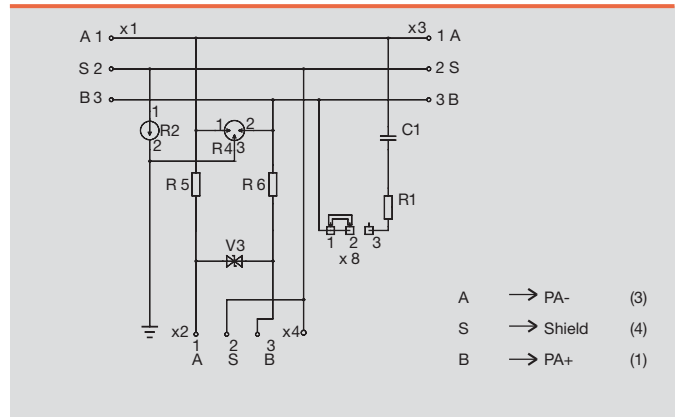 A 1 x1 x3 1 A
S 2 2 S
B 3 3 B
1 R2 2
1 2 R4 3
C1
R 5 R 6
R1
1 2 3
x 8
V3
x2 1 2 3 x4
A S B
A → PA- (3)
S → Shield (4)
B → PA+ (1)